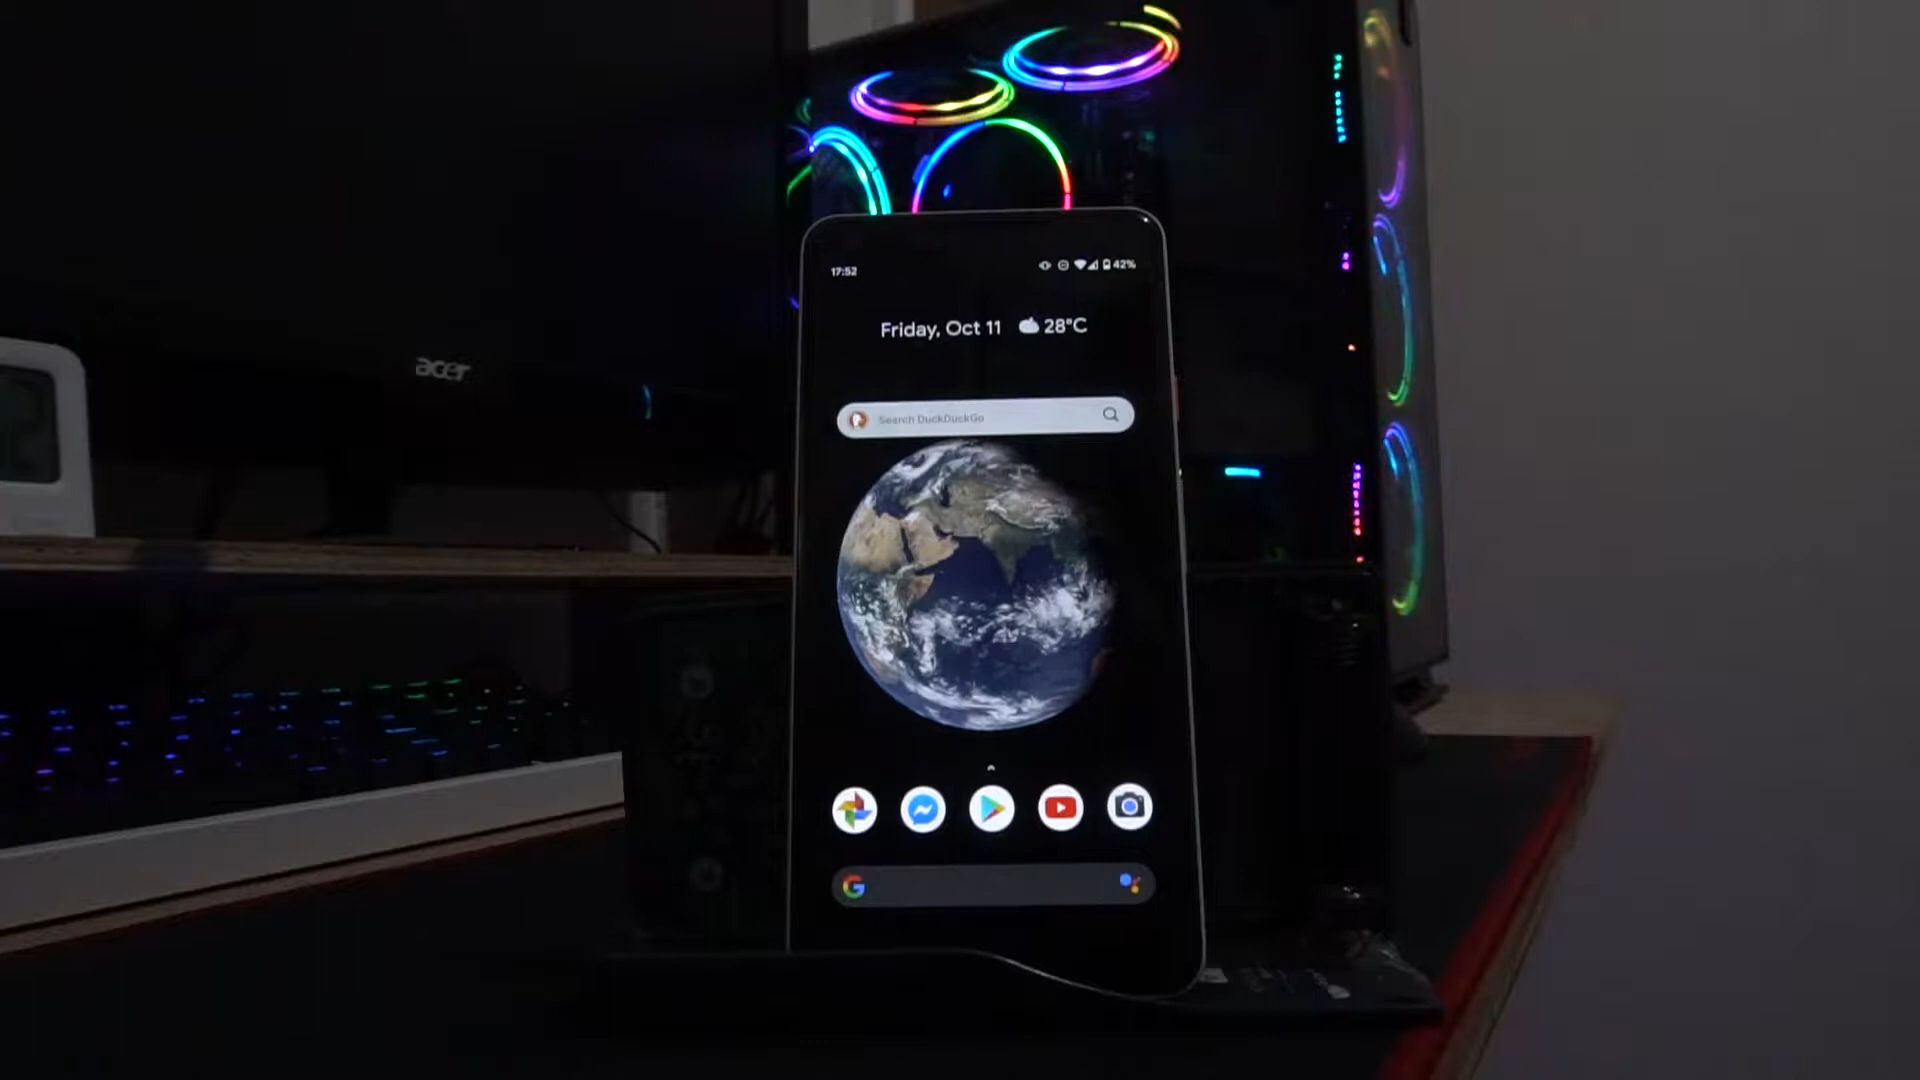 17:52
42%
Friday, Oct 11 28°C
acer
Search DuckDuckGo
G